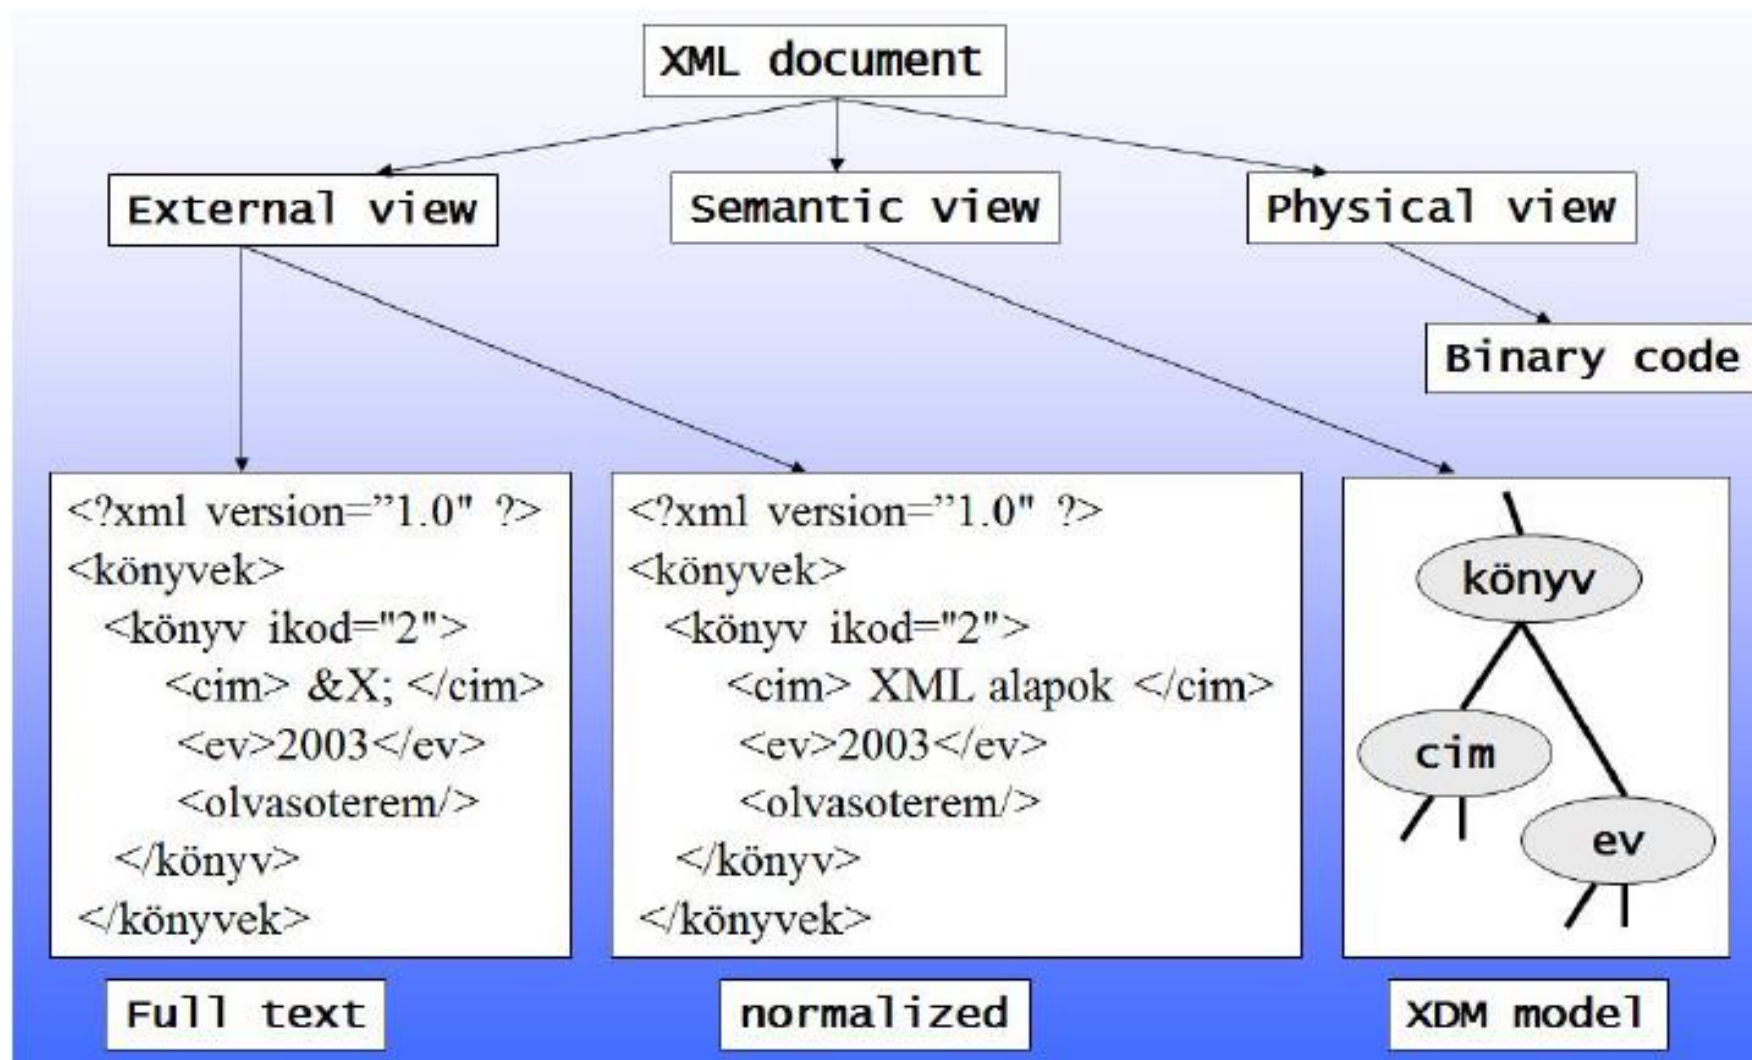 XML document
External view
Semantic view
Physical view
Binary code
<?xml version=”1.0" ?>
<könyvek>
<könyv ikod="2">
<cim> &X; </cim>
<ev>2003</ev>
<olvasoterem/>
</könyv>
</könyvek>
Full text
<?xml version=”1.0" ?>
<könyvek>
<könyv ikod="2">
<cim> XML alapok </cim>
<ev>2003</ev>
<olvasoterem/>
</könyv>
</könyvek>
normalized
könyv
cim
ev
XDM model